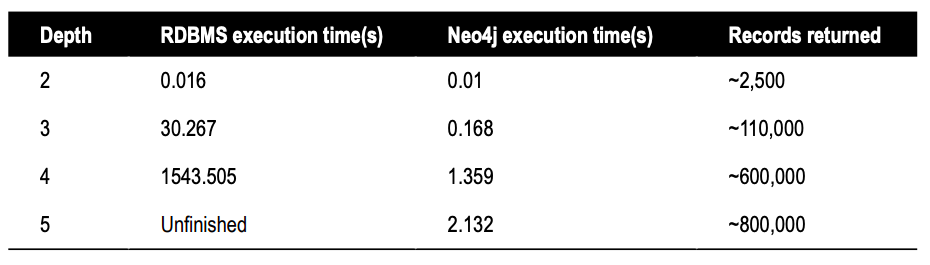 Depth RDBMS execution time(s) Neo4j execution time(s) Records returned
2 0.016 0.01 ~2,500
3 30.267 0.168 ~110,000
4 1543.505 1.359 ~600,000
5 Unfinished 2.132 ~800,000